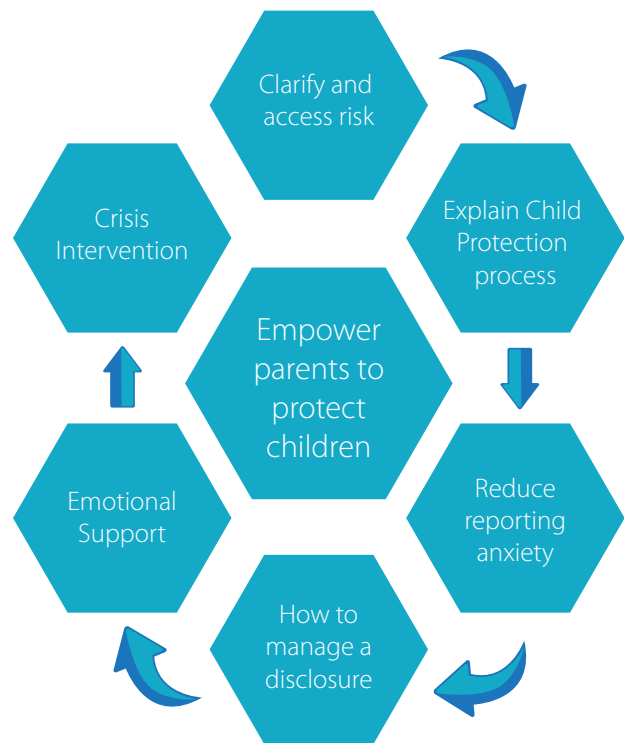 Clarify and
access risk
Explain Child
Protection
process
Reduce
reporting
anxiety
How to
manage a
disclosure
Emotional
Support
Crisis
Intervention
Empower
parents to
protect
children